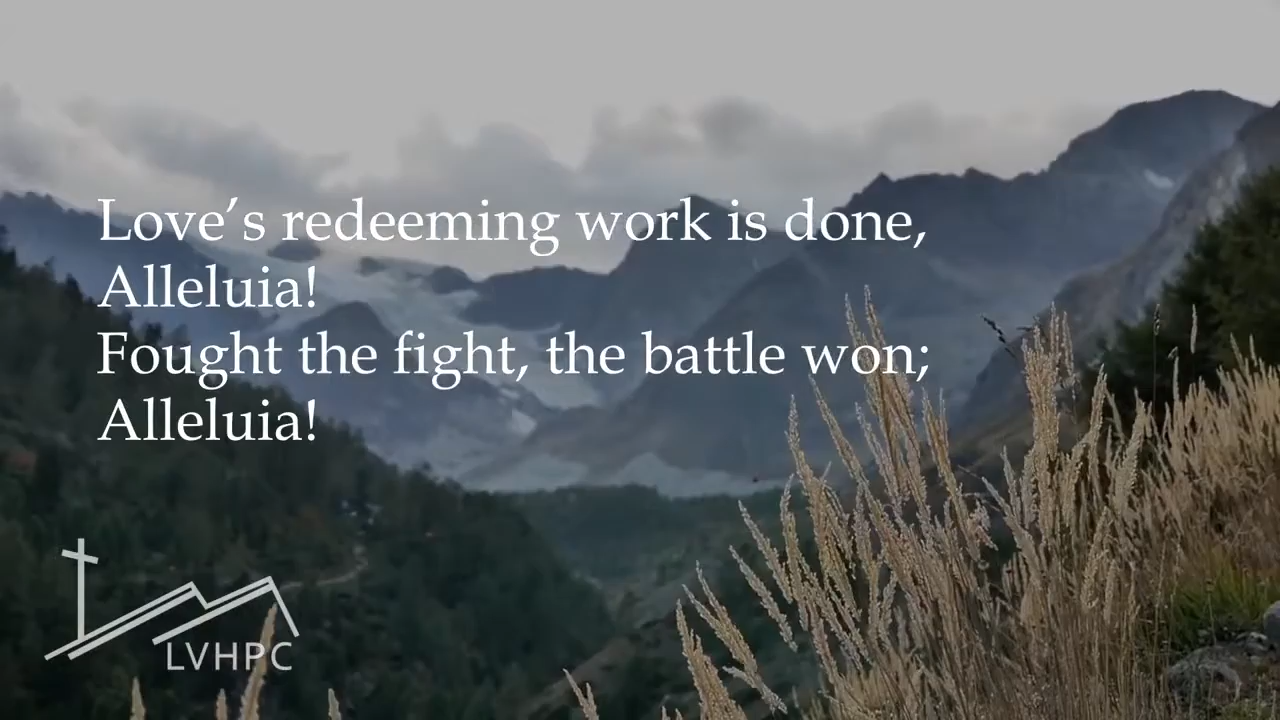 Love’s redeeming work is done,
Alleluia!
Fought the fight, the battle won;
Alleluia!
LVHPC